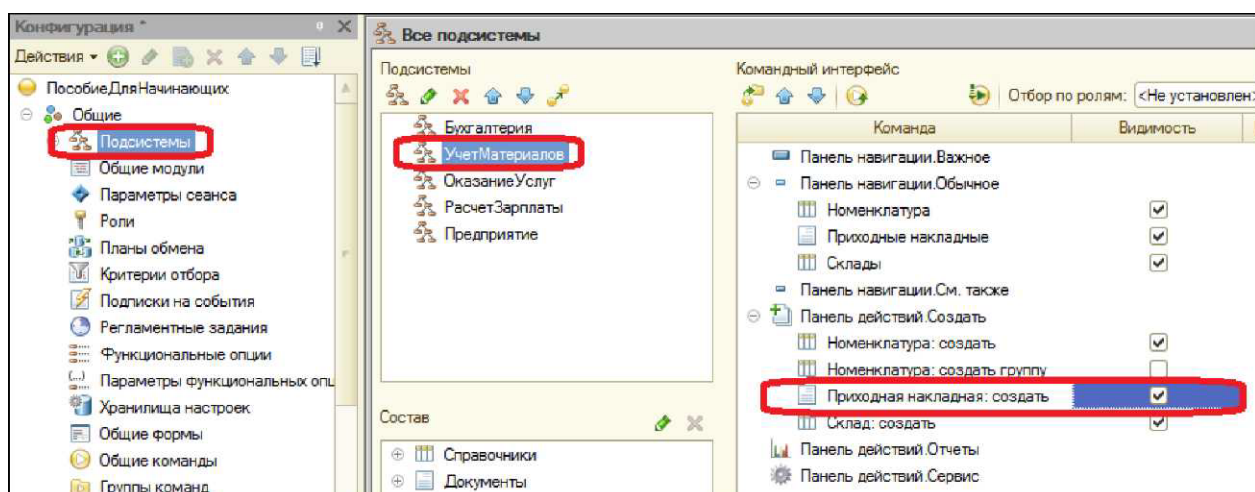 Конфигурация *
Действия
ПособиеДляНачинающих
Общие
Подсистемы
Общие модули
Параметры сеанса
Роли
Планы обмена
Критерии отбора
Подписки на события
Регламентные задания
Функциональные опции
Параметры функциональных опц
Хранилища настроек
Общие формы
Общие команды
Группы команд
Все подсистемы
Подсистемы
Бухгалтерия
УчетМатериалов
ОказаниеУслуг
РасчетЗарплаты
Предприятие
Состав
Справочники
Документы
Командный интерфейс
Отбор по ролям: <Не установлен>
Команда Видимость
Панель навигации.Важное
Панель навигации.Обычное
Номенклатура
Приходные накладные
Склады
Панель навигации.См. также
Панель действий.Создать
Номенклатура: создать
Номенклатура: создать группу
Приходная накладная: создать
Склад: создать
Панель действий.Отчеты
Панель действий.Сервис